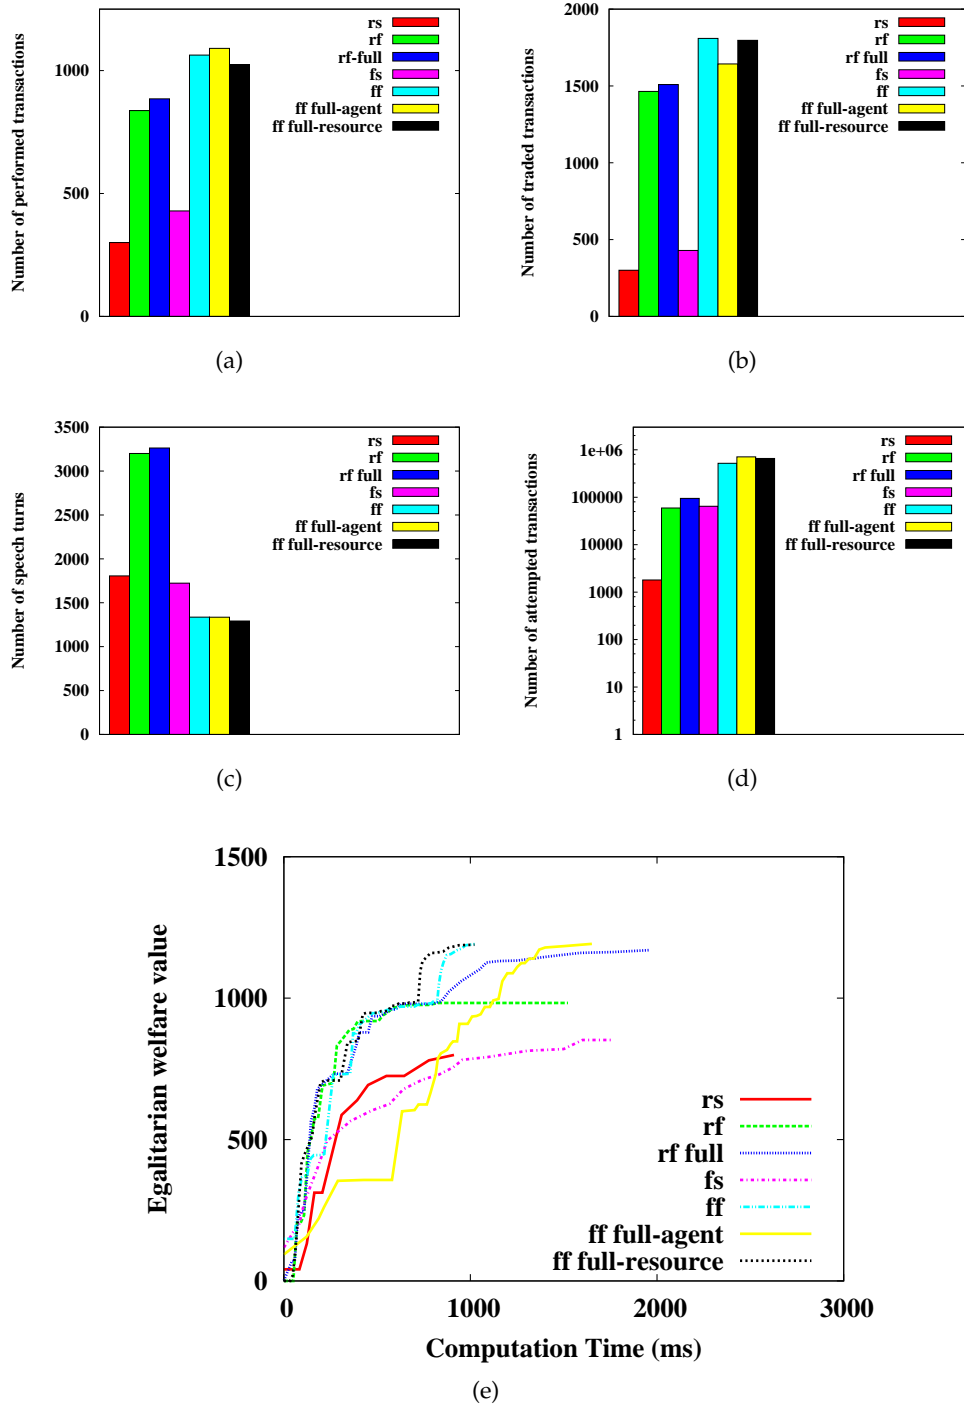 Number of performed transactions
1000
500
0
rs
rf
rf-full
fs
ff
ff full-agent
ff full-resource
(a)
Number of traded transactions
2000
1500
1000
500
0
rs
rf
rf full
fs
ff
ff full-agent
ff full-resource
(b)
Number of speech turns
3500
3000
2500
2000
1500
1000
500
0
rs
rf
rf full
fs
ff
ff full-agent
ff full-resource
(c)
Number of attempted transactions
1e+06
100000
10000
1000
100
10
1
rs
rf
rf full
fs
ff
ff full-agent
ff full-resource
(d)
Egalitarian welfare value
1500
1000
500
0
rs
rf
rf full
fs
ff
ff full-agent
ff full-resource
0 1000 2000 3000
Computation Time (ms)
(e)